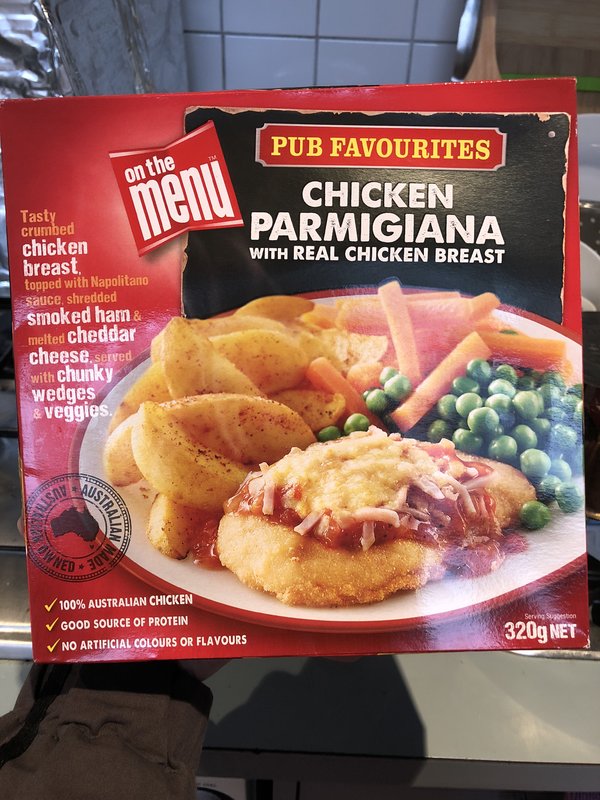 on the
menu™
PUB FAVOURITES
CHICKEN
PARMIGIANA
WITH REAL CHICKEN BREAST
Tasty
crumbed
chicken
breast,
topped with Napolitano
sauce, shredded
smoked ham &
melted cheddar
cheese, served
with chunky
wedges
& veggies.
AUSTRALIAN MADE
AUSTRALIAN OWNED
✓ 100% AUSTRALIAN CHICKEN
✓ GOOD SOURCE OF PROTEIN
✓ NO ARTIFICIAL COLOURS OR FLAVOURS
Serving Suggestion
320g NET